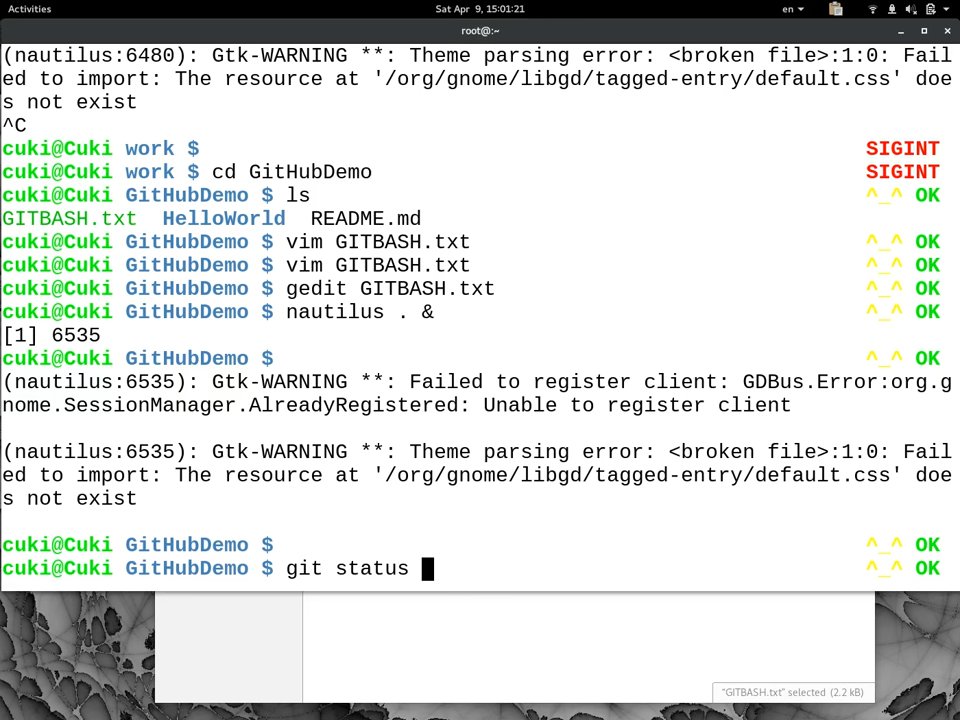 Activities
Sat Apr 9, 15:01:21
en
root@:~
(nautilus:6480): Gtk-WARNING **: Theme parsing error: <broken file>:1:0: Fail
ed to import: The resource at '/org/gnome/libgd/tagged-entry/default.css' doe
s not exist
^C
cuki@Cuki work $ SIGINT
cuki@Cuki work $ cd GitHubDemo SIGINT
cuki@Cuki GitHubDemo $ ls ^_^ OK
GITBASH.txt HelloWorld README.md
cuki@Cuki GitHubDemo $ vim GITBASH.txt ^_^ OK
cuki@Cuki GitHubDemo $ vim GITBASH.txt ^_^ OK
cuki@Cuki GitHubDemo $ gedit GITBASH.txt ^_^ OK
cuki@Cuki GitHubDemo $ nautilus . & ^_^ OK
[1] 6535
cuki@Cuki GitHubDemo $ ^_^ OK
(nautilus:6535): Gtk-WARNING **: Failed to register client: GDBus.Error:org.g
nome.SessionManager.AlreadyRegistered: Unable to register client
(nautilus:6535): Gtk-WARNING **: Theme parsing error: <broken file>:1:0: Fail
ed to import: The resource at '/org/gnome/libgd/tagged-entry/default.css' doe
s not exist
cuki@Cuki GitHubDemo $ ^_^ OK
cuki@Cuki GitHubDemo $ git status ^_^ OK
"GITBASH.txt" selected (2.2 kB)